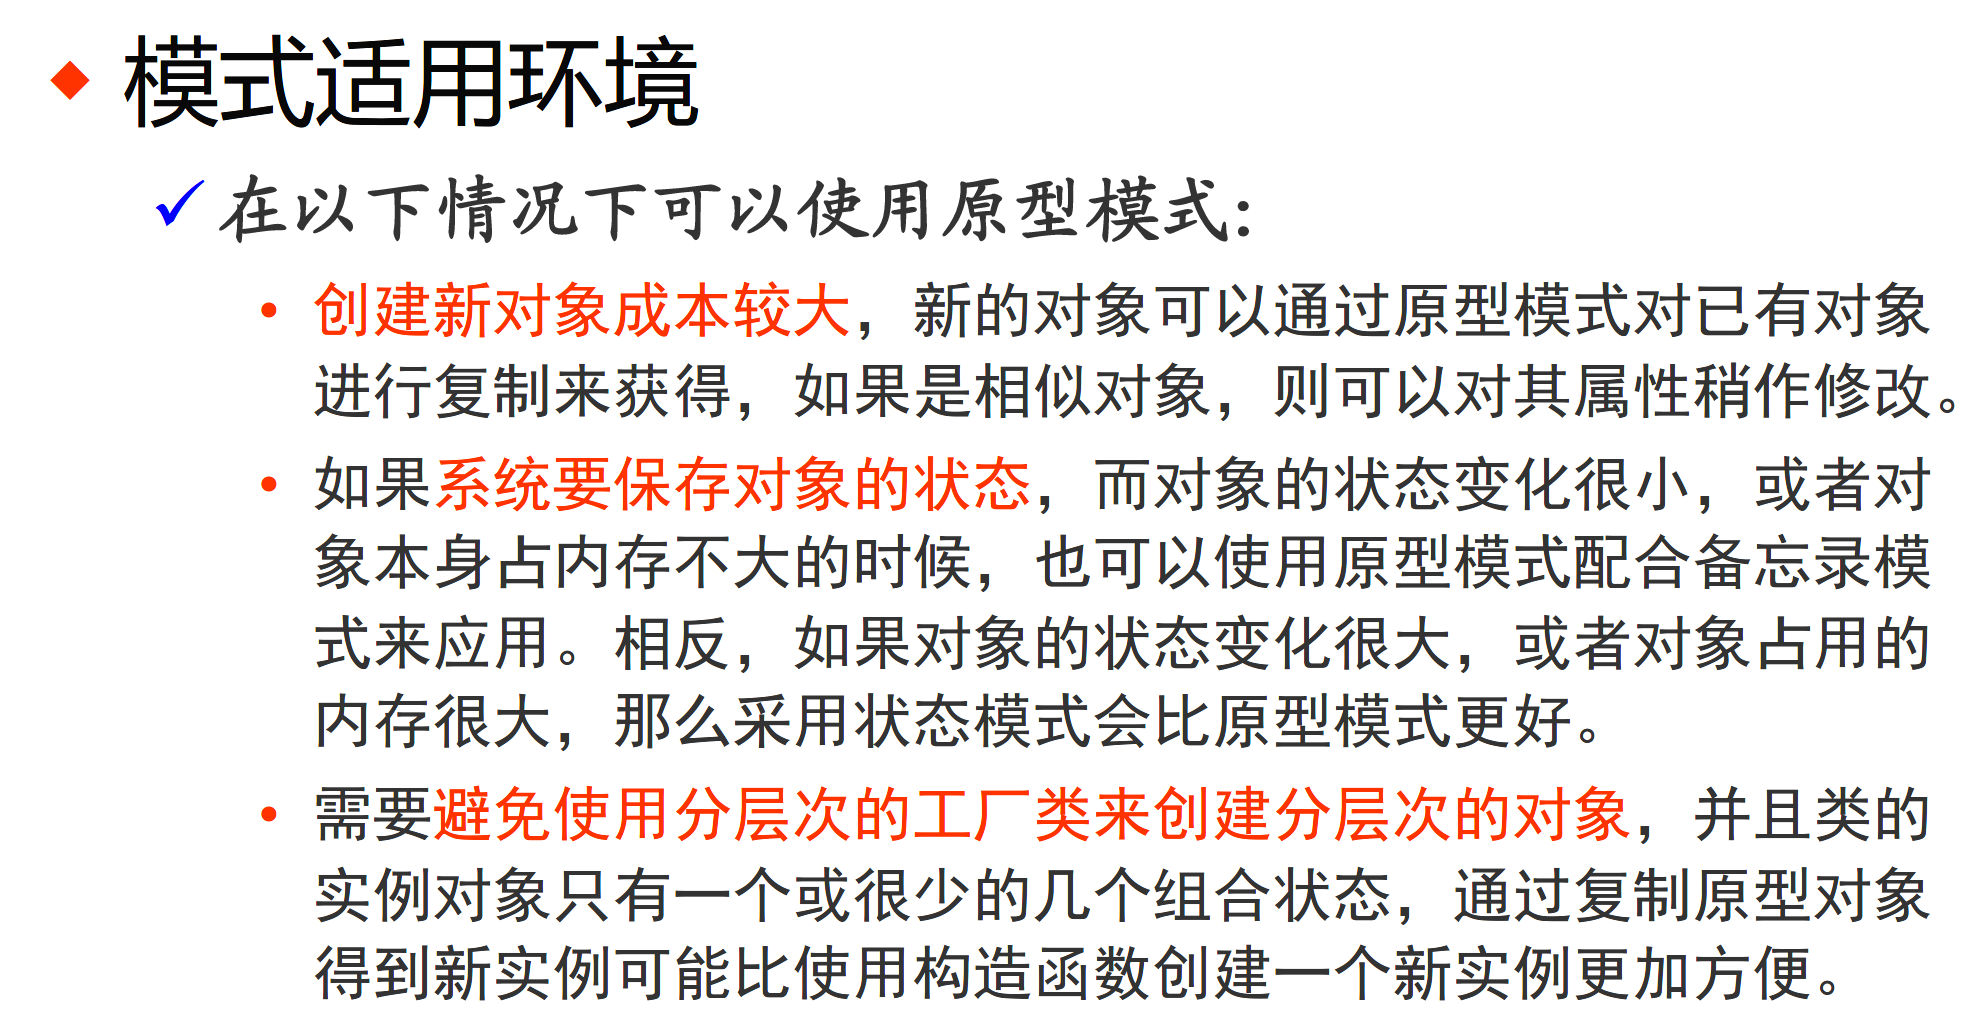 模式适用环境
在以下情况下可以使用原型模式:
创建新对象成本较大，新的对象可以通过原型模式对已有对象
进行复制来获得，如果是相似对象，则可以对其属性稍作修改。
如果系统要保存对象的状态，而对象的状态变化很小，或者对
象本身占内存不大的时候，也可以使用原型模式配合备忘录模
式来应用。相反，如果对象的状态变化很大，或者对象占用的
内存很大，那么采用状态模式会比原型模式更好。
需要避免使用分层次的工厂类来创建分层次的对象，并且类的
实例对象只有一个或很少的几个组合状态，通过复制原型对象
得到新实例可能比使用构造函数创建一个新实例更加方便。